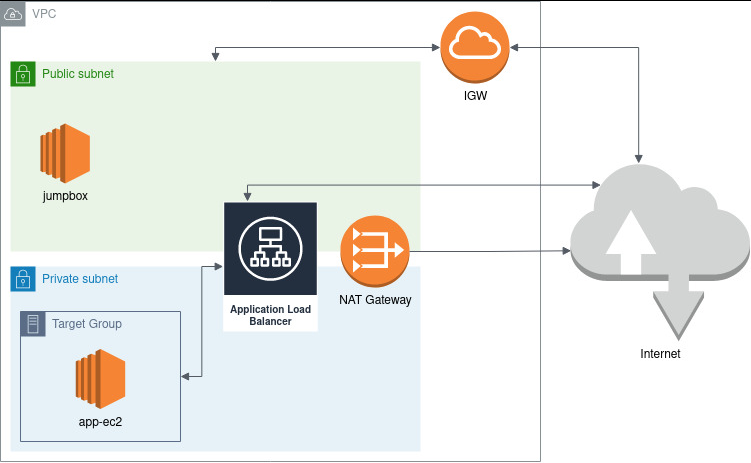 VPC
IGW
Public subnet
jumpbox
Application Load
Balancer
NAT Gateway
Private subnet
Target Group
app-ec2
Internet